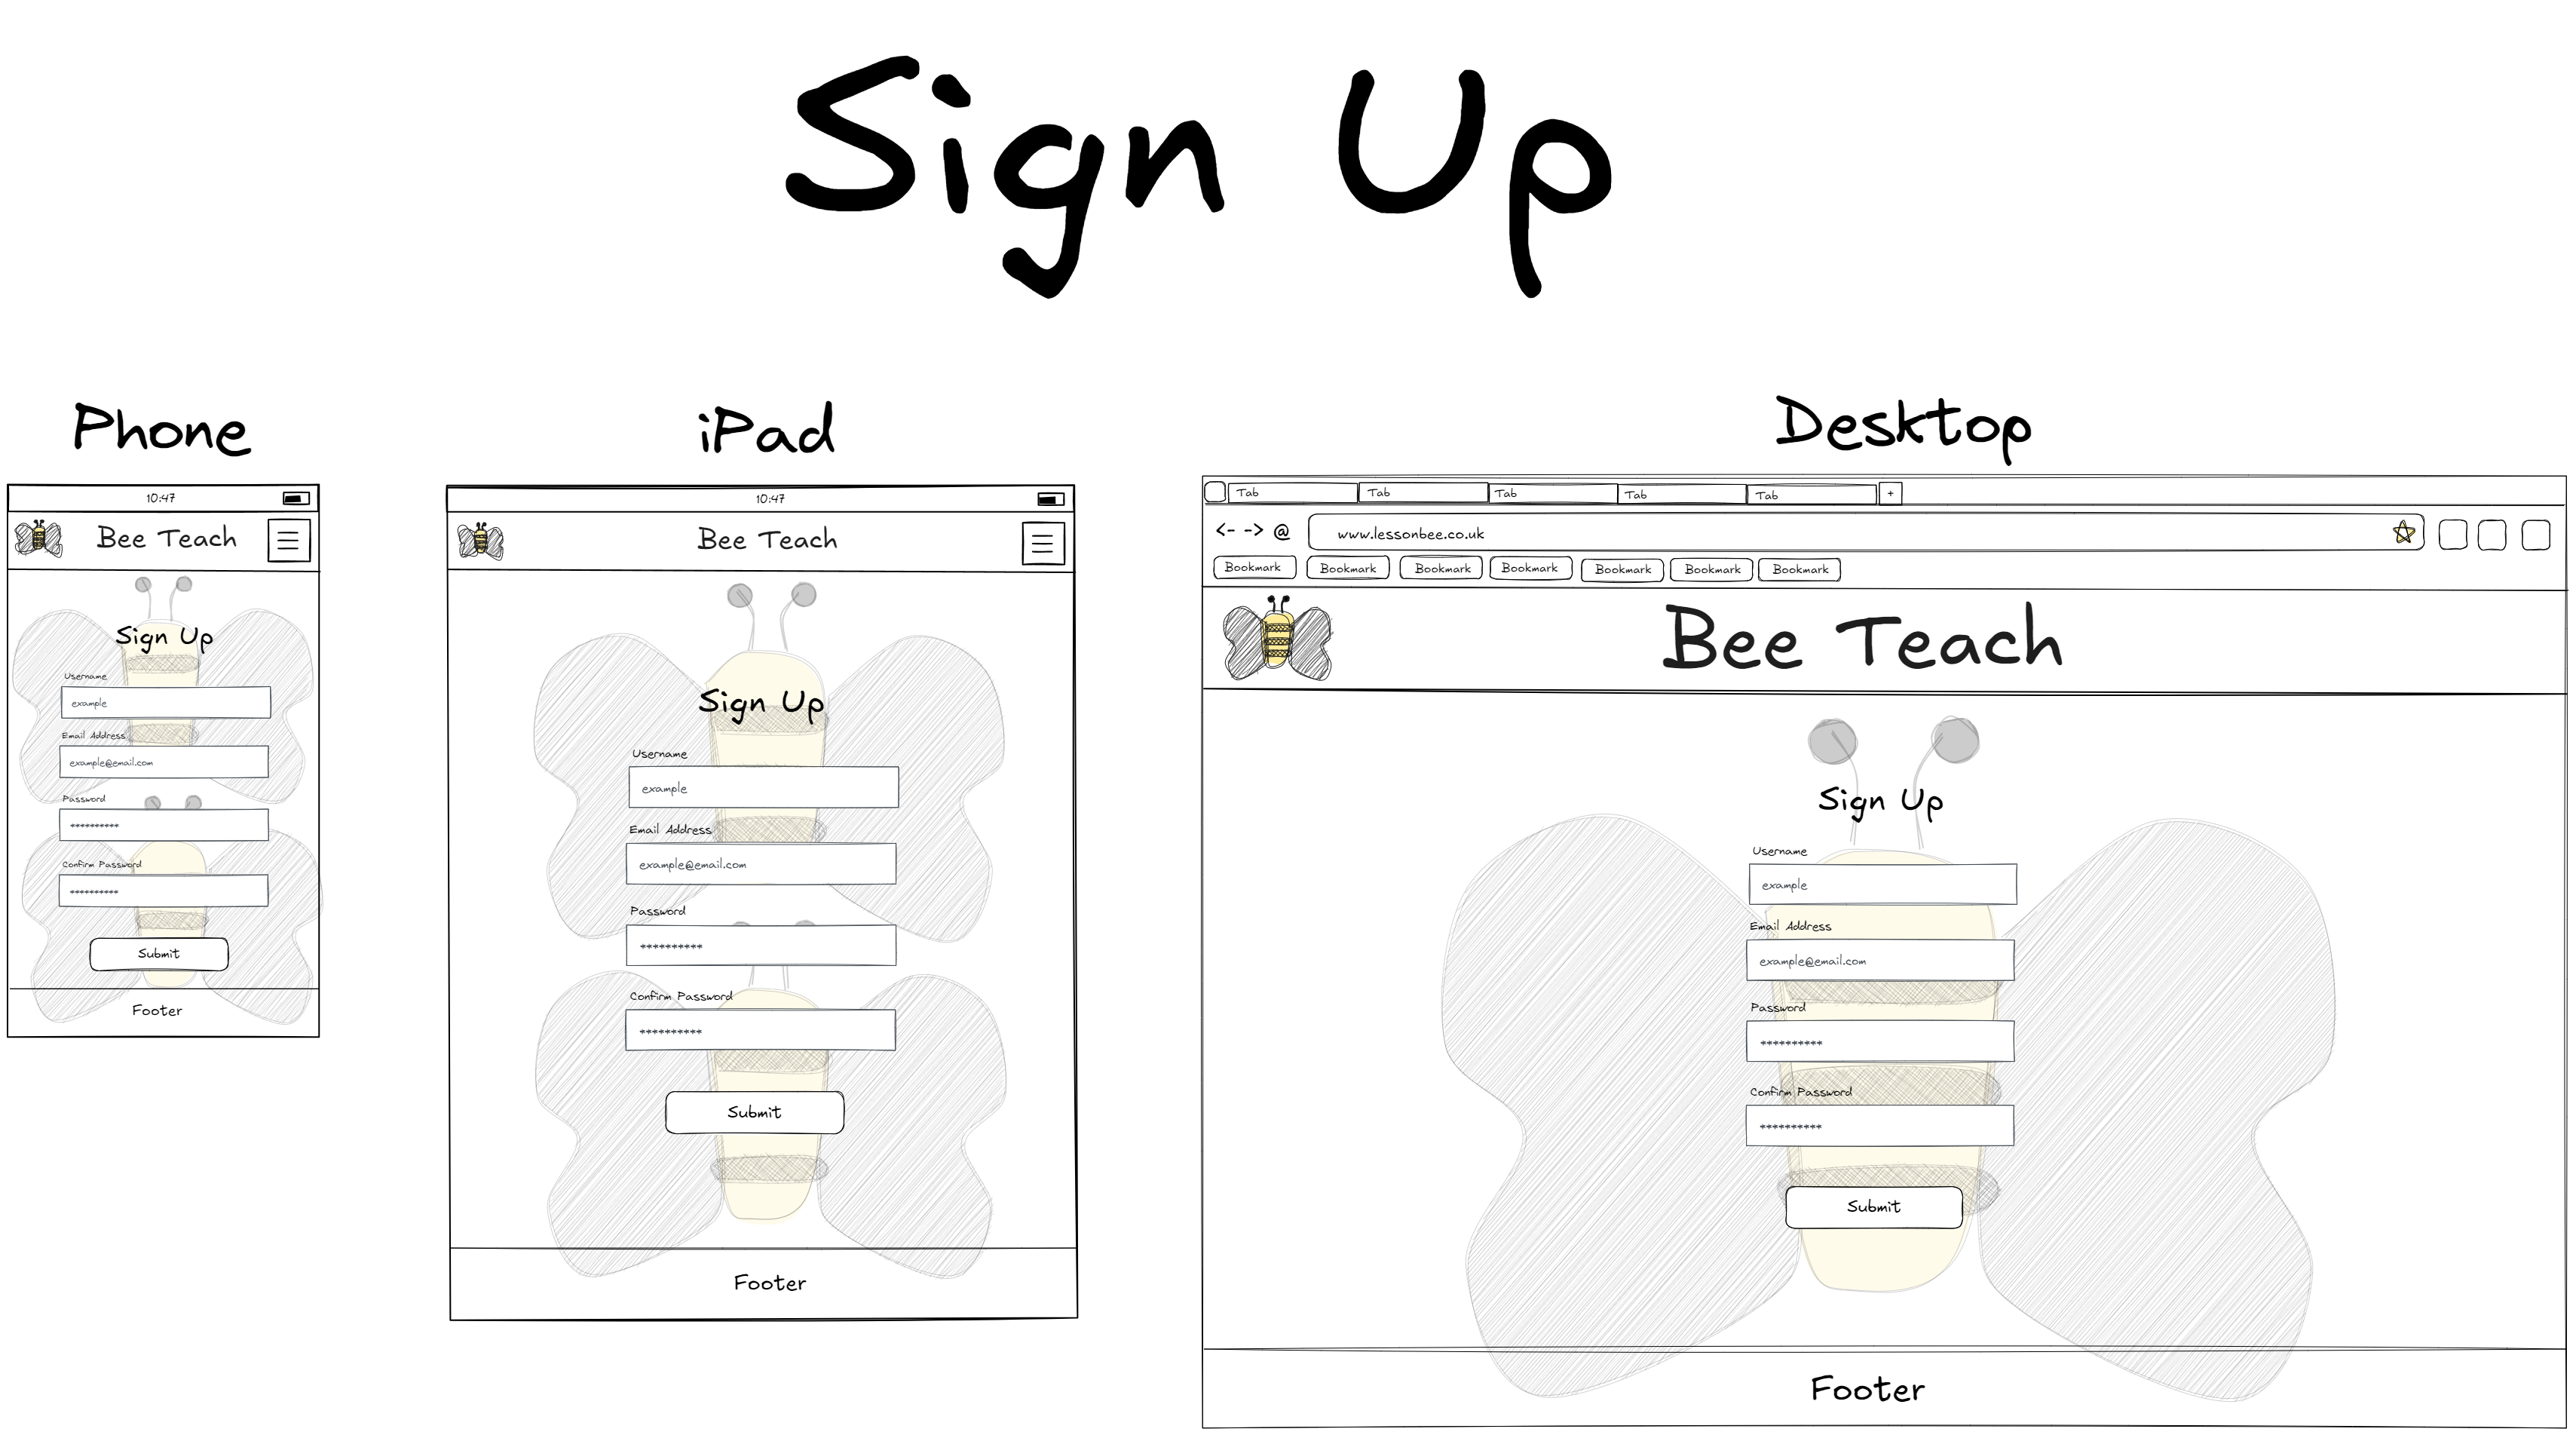 Sign Up
Phone
10:47
Bee Teach
Sign Up
Username
example
Email Address
example@email.com
Password
**********
Confirm Password
**********
Submit
Footer
iPad
10:47
Bee Teach
Sign Up
Username
example
Email Address
example@email.com
Password
**********
Confirm Password
**********
Submit
Footer
Desktop
Tab Tab Tab Tab Tab +
<- -> @ www.lessonbee.co.uk
Bookmark Bookmark Bookmark Bookmark Bookmark Bookmark Bookmark
Bee Teach
Sign Up
Username
example
Email Address
example@email.com
Password
**********
Confirm Password
**********
Submit
Footer